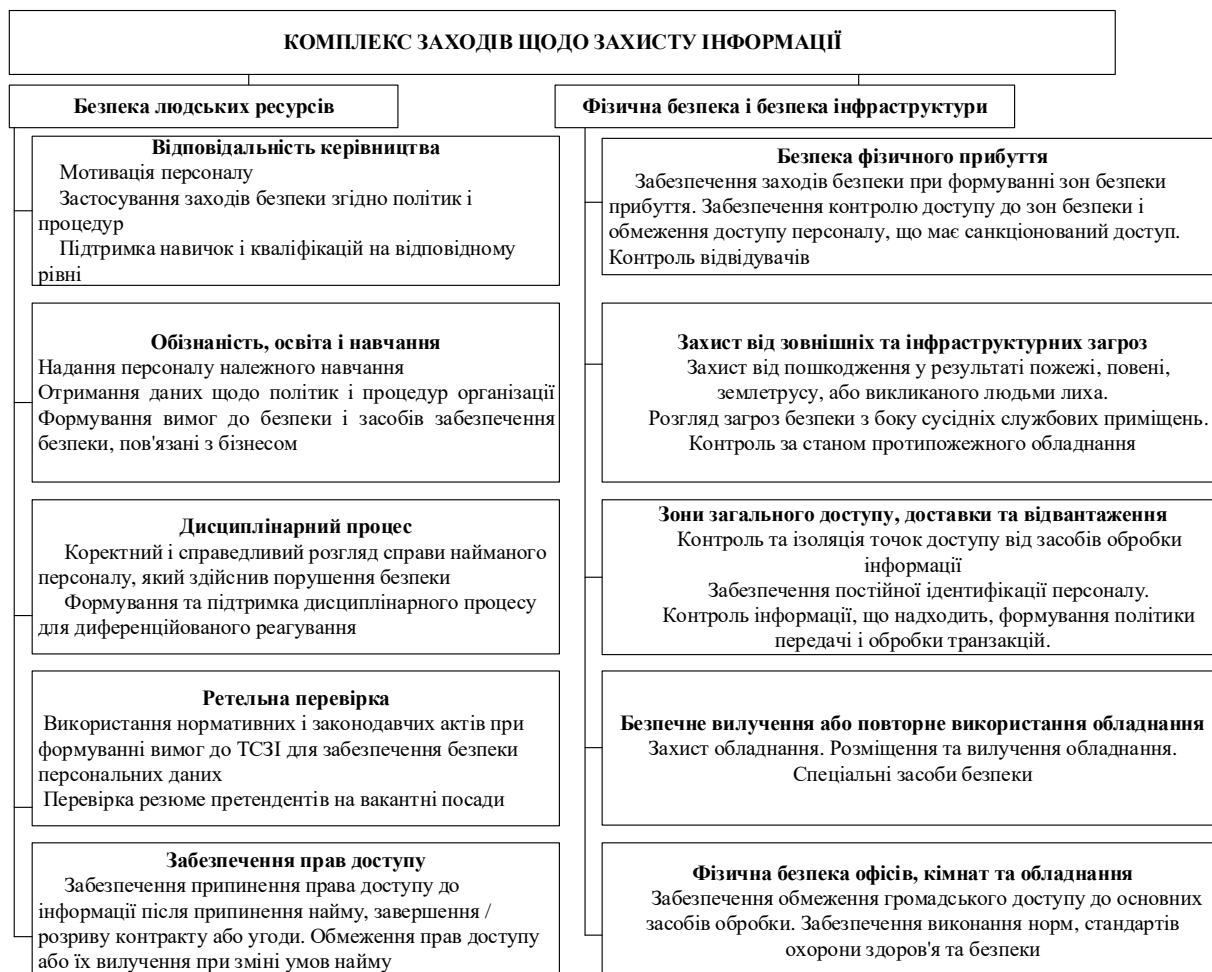 КОМПЛЕКС ЗАХОДІВ ЩОДО ЗАХИСТУ ІНФОРМАЦІЇ
Безпека людських ресурсів
Відповідальність керівництва
Мотивація персоналу
Застосування заходів безпеки згідно політик і
процедур
Підтримка навичок і кваліфікацій на відповідному
рівні
Обізнаність, освіта і навчання
Надання персоналу належного навчання
Отримання даних щодо політик і процедур організації
Формування вимог до безпеки і засобів забезпечення
безпеки, пов'язані з бізнесом
Дисциплінарний процес
Коректний і справедливий розгляд справи найманого
персоналу, який здійснив порушення безпеки
Формування та підтримка дисциплінарного процесу
для диференційованого реагування
Ретельна перевірка
Використання нормативних і законодавчих актів при
формуванні вимог до ТСЗІ для забезпечення безпеки
персональних даних
Перевірка резюме претендентів на вакантні посади
Забезпечення прав доступу
Забезпечення припинення права доступу до
інформації після припинення найму, завершення /
розриву контракту або угоди. Обмеження прав доступу
або їх вилучення при зміні умов найму
Фізична безпека і безпека інфраструктури
Безпека фізичного прибуття
Забезпечення заходів безпеки при формуванні зон безпеки
прибуття. Забезпечення контролю доступу до зон безпеки і
обмеження доступу персоналу, що має санкціонований доступ.
Контроль відвідувачів
Захист від зовнішніх та інфраструктурних загроз
Захист від пошкодження у результаті пожежі, повені,
землетрусу, або викликаного людьми лиха.
Розгляд загроз безпеки з боку сусідніх службових приміщень.
Контроль за станом протипожежного обладнання
Зони загального доступу, доставки та відвантаження
Контроль та ізоляція точок доступу від засобів обробки
інформації
Забезпечення постійної ідентифікації персоналу.
Контроль інформації, що надходить, формування політики
передачі і обробки транзакцій.
Безпечне вилучення або повторне використання обладнання
Захист обладнання. Розміщення та вилучення обладнання.
Спеціальні засоби безпеки
Фізична безпека офісів, кімнат та обладнання
Забезпечення обмеження громадського доступу до основних
засобів обробки. Забезпечення виконання норм, стандартів
охорони здоров'я та безпеки